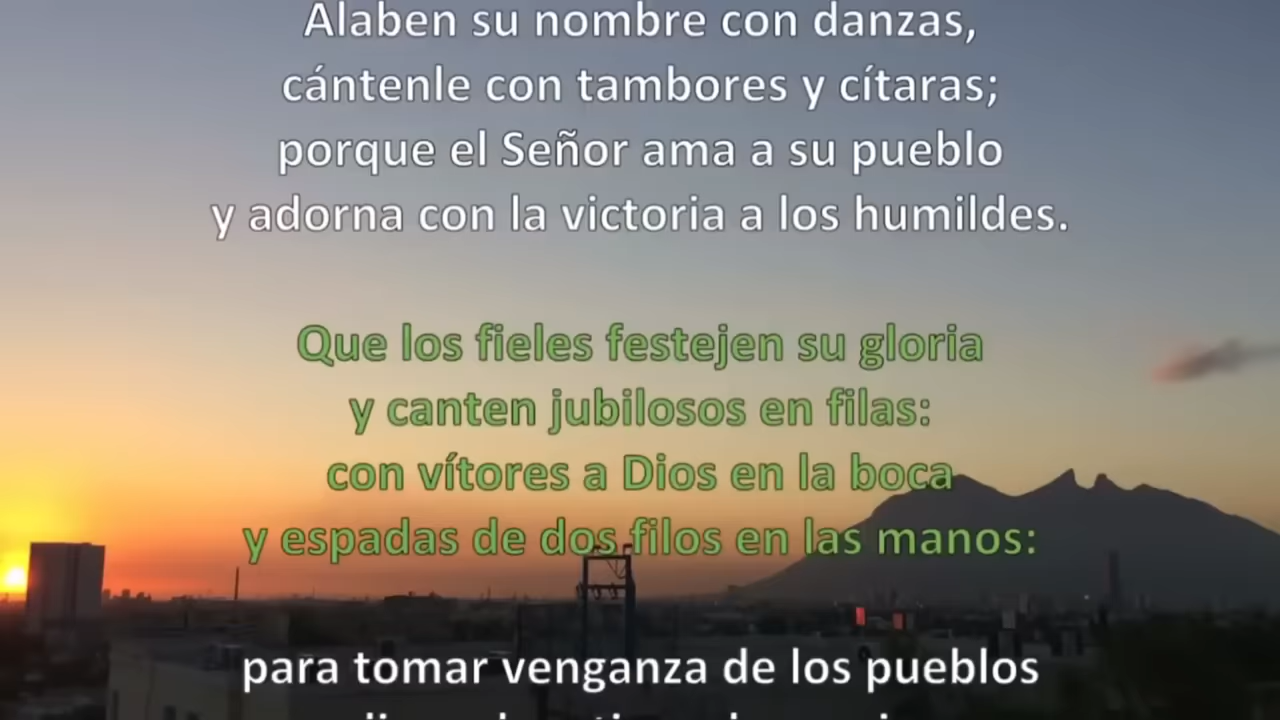 Alaben su nombre con danzas,
cántenle con tambores y cítaras;
porque el Señor ama a su pueblo
y adorna con la victoria a los humildes.
Que los fieles festejen su gloria
y canten jubilosos en filas:
con vítores a Dios en la boca
y espadas de dos filos en las manos:
para tomar venganza de los pueblos